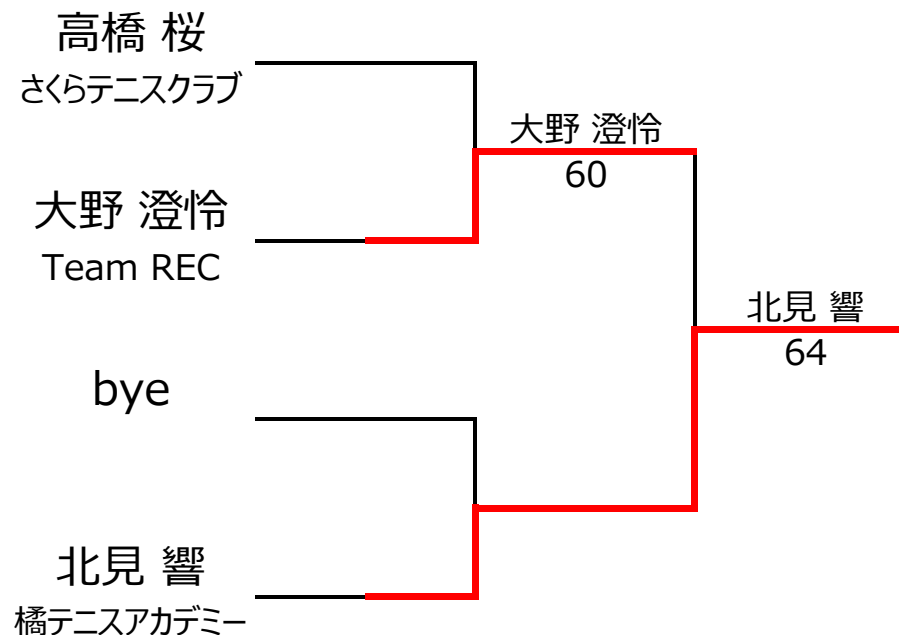 高橋 桜
さくらテニスクラブ
大野 澄怜
60
大野 澄怜
Team REC
北見 響
64
bye
北見 響
橘テニスアカデミー